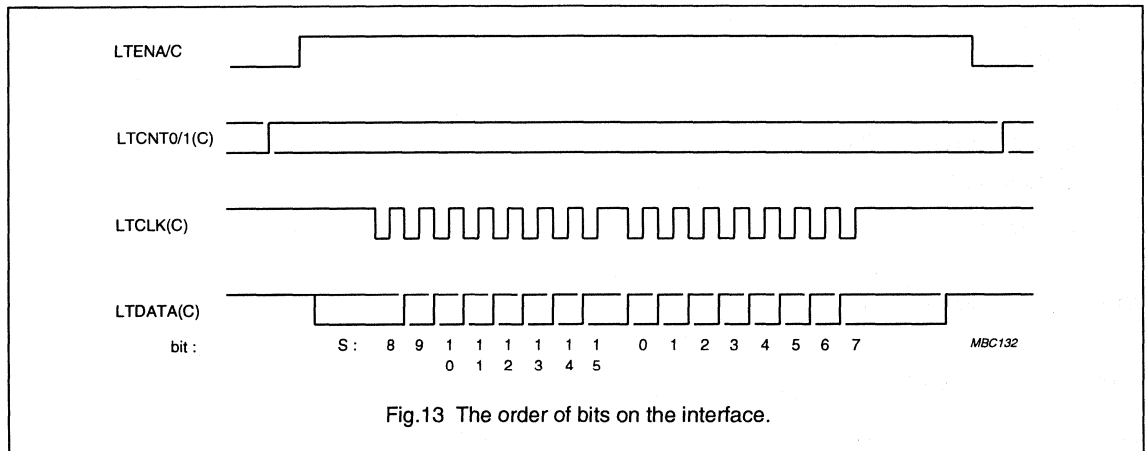 LTENA/C
LTCNT0/1(C)
LTCLK(C)
LTDATA(C)
bit : S : 8 9 1 1 1 1 1 1 0 1 2 3 4 5 6 7 MBC132
0 1 2 3 4 5
Fig.13 The order of bits on the interface.